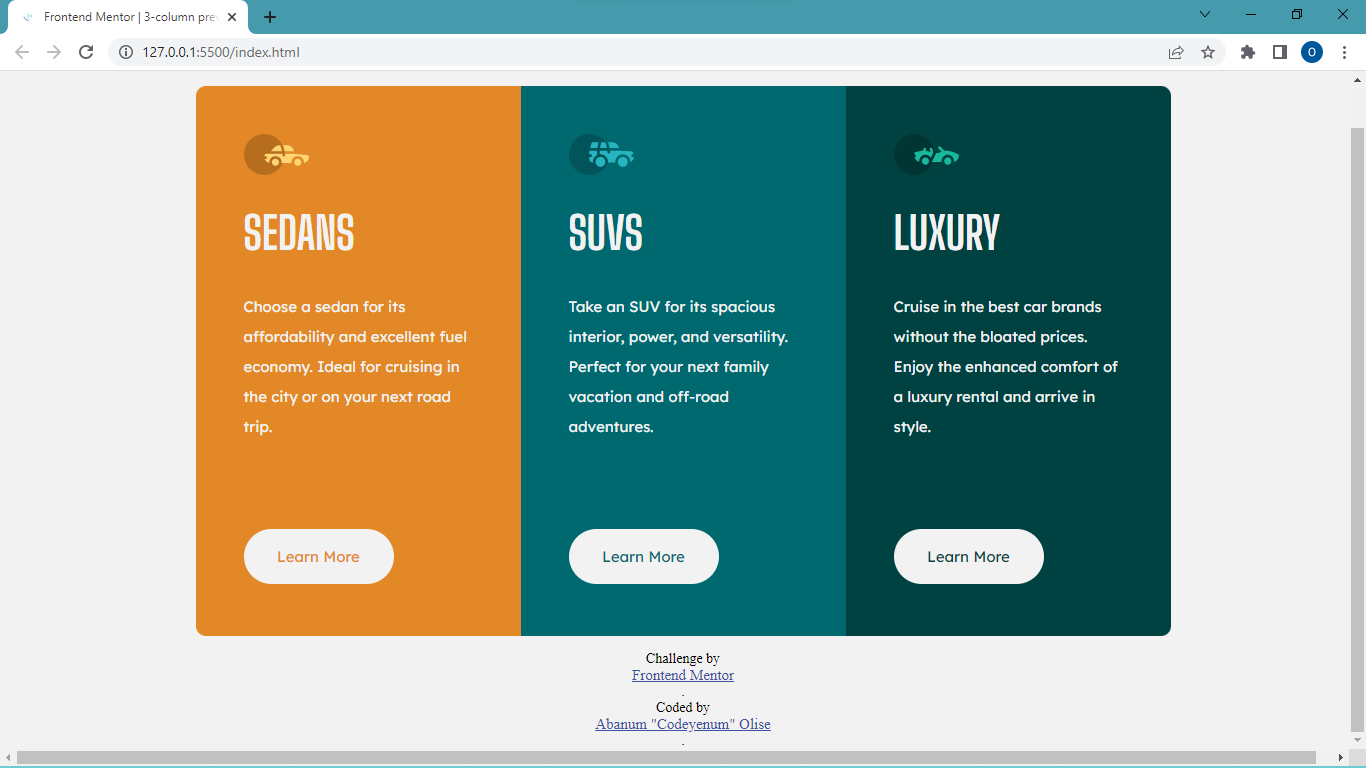 Frontend Mentor | 3-column pre
127.0.0.1:5500/index.html
O
SEDANS
Choose a sedan for its
affordability and excellent fuel
economy. Ideal for cruising in
the city or on your next road
trip.
Learn More
SUVS
Take an SUV for its spacious
interior, power, and versatility.
Perfect for your next family
vacation and off-road
adventures.
Learn More
LUXURY
Cruise in the best car brands
without the bloated prices.
Enjoy the enhanced comfort of
a luxury rental and arrive in
style.
Learn More
Challenge by
Frontend Mentor
.
Coded by
Abanum "Codeyenum" Olise
.